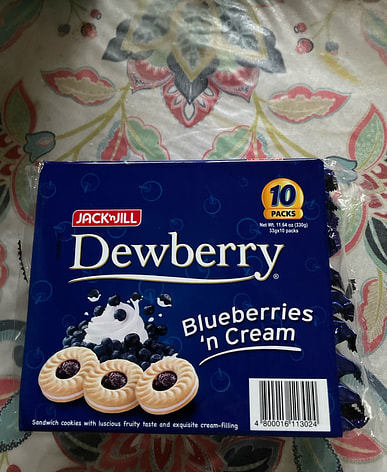 10
PACKS
JACK 'n JILL
Net Wt. 11.64 oz (330g)
33gx10 packs
Dewberry®
Blueberries
'n Cream
Sandwich cookies with luscious fruity taste and exquisite cream-filling
4 800016 113024